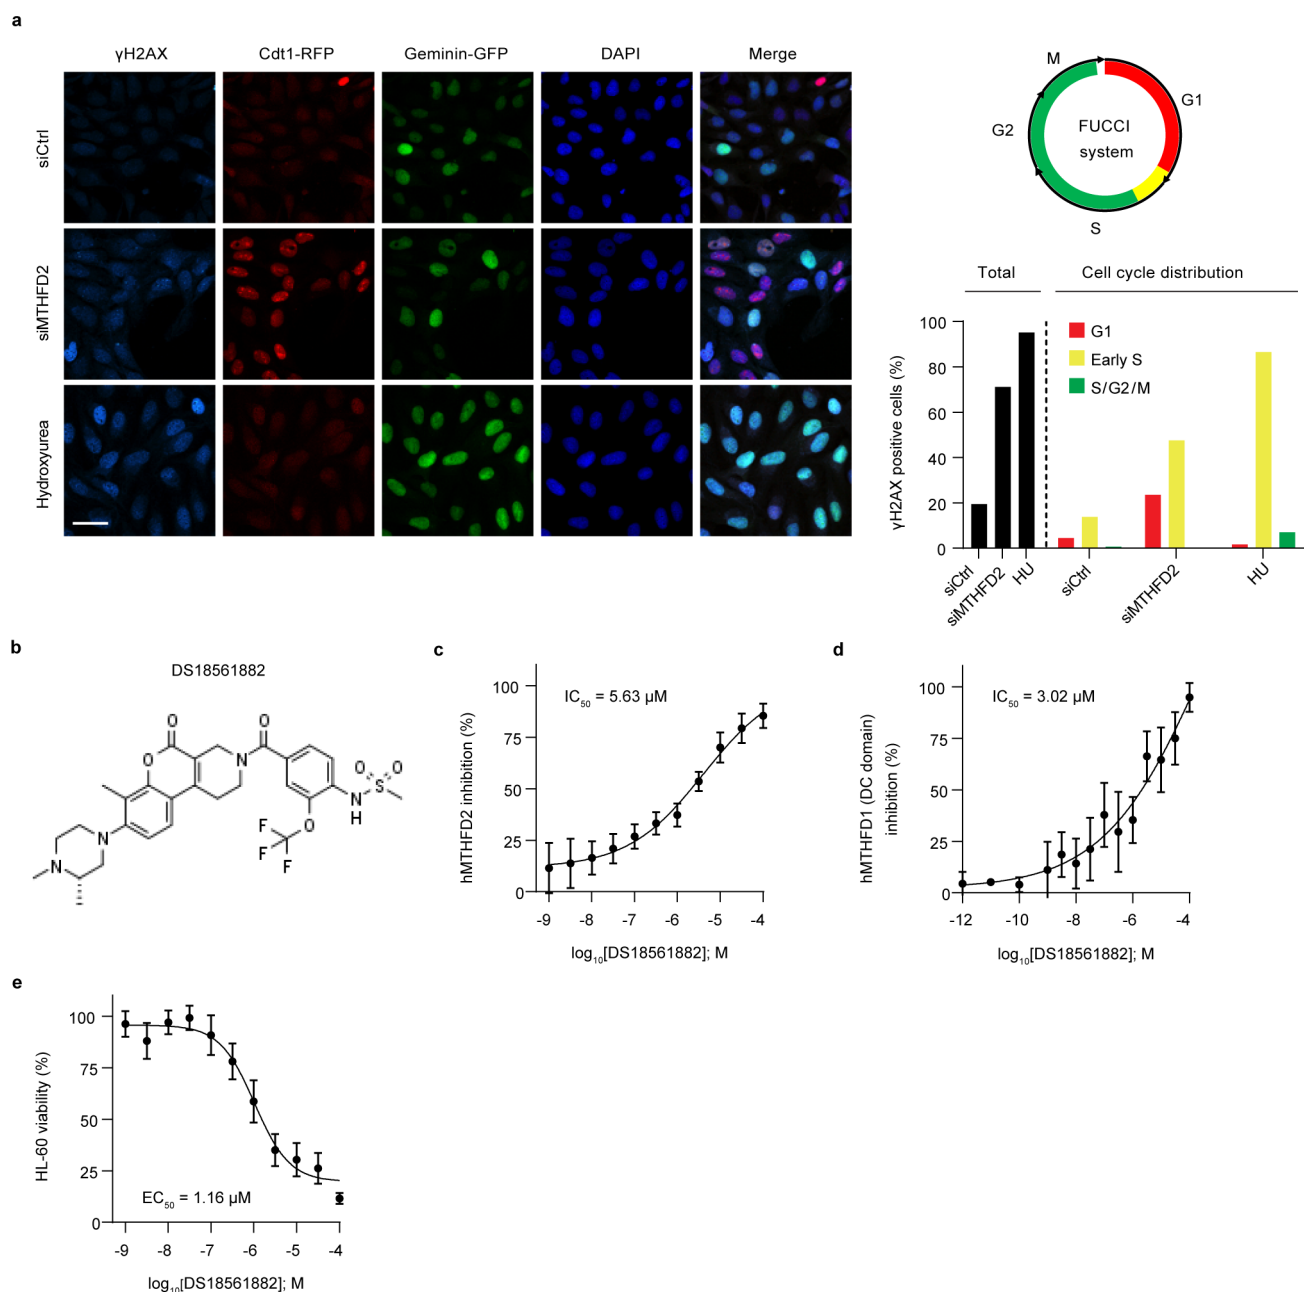 a
γH2AX
Cdt1-RFP
Geminin-GFP
DAPI
Merge
siCtrl
siMTHFD2
Hydroxyurea
M
G1
G2
S
FUCCI
system
Total
Cell cycle distribution
γH2AX positive cells (%)
100
80
60
40
20
0
G1
Early S
S/G2/M
siCtrl
siMTHFD2
HU
siCtrl
siMTHFD2
HU
b
DS18561882
O
O
O
N
O
O
S
N
H
O
F
F
F
N
N
c
hMTHFD2 inhibition (%)
100
75
50
25
0
IC50 = 5.63 µM
-9
-8
-7
-6
-5
-4
log10[DS18561882]; M
d
hMTHFD1 (DC domain)
inhibition (%)
100
75
50
25
0
IC50 = 3.02 µM
-12
-10
-8
-6
-4
log10[DS18561882]; M
e
HL-60 viability (%)
100
75
50
25
0
EC50 = 1.16 µM
-9
-8
-7
-6
-5
-4
log10[DS18561882]; M